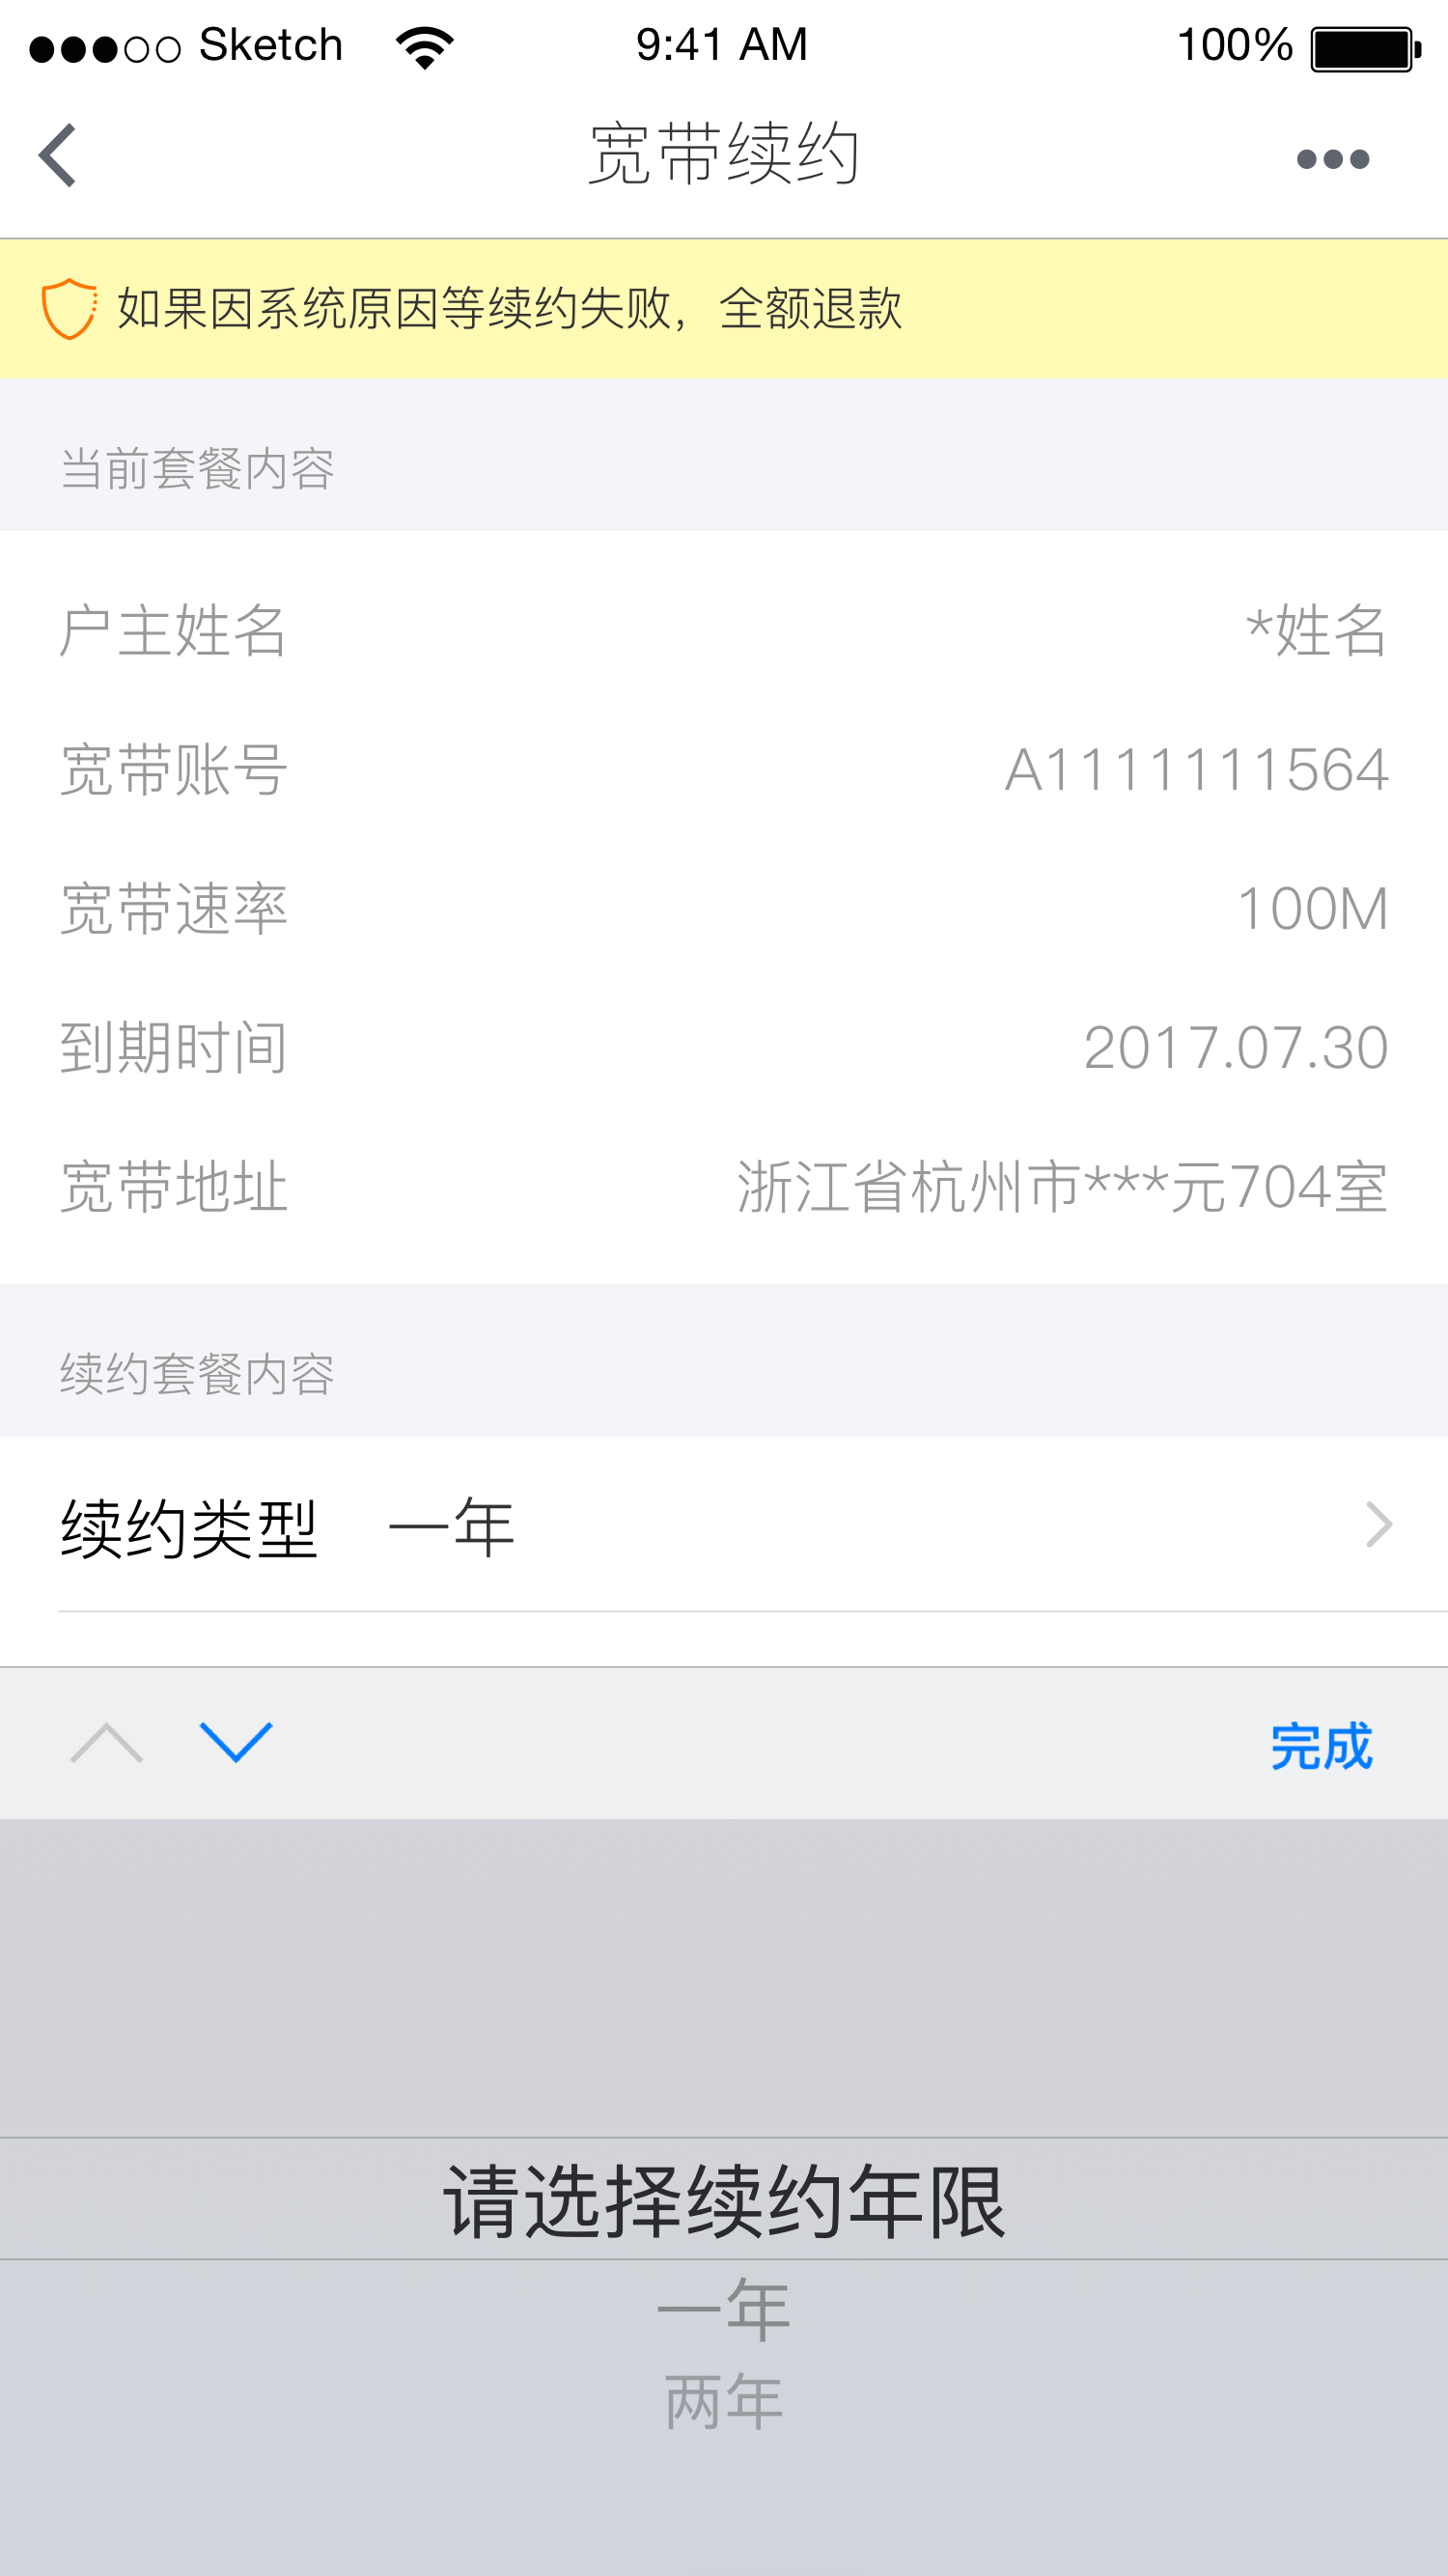 Sketch 9:41 AM 100%
宽带续约
如果因系统原因等续约失败，全额退款
当前套餐内容
户主姓名 *姓名
宽带账号 A1111111564
宽带速率 100M
到期时间 2017.07.30
宽带地址 浙江省杭州市***元704室
续约套餐内容
续约类型 一年
完成
请选择续约年限
一年
两年